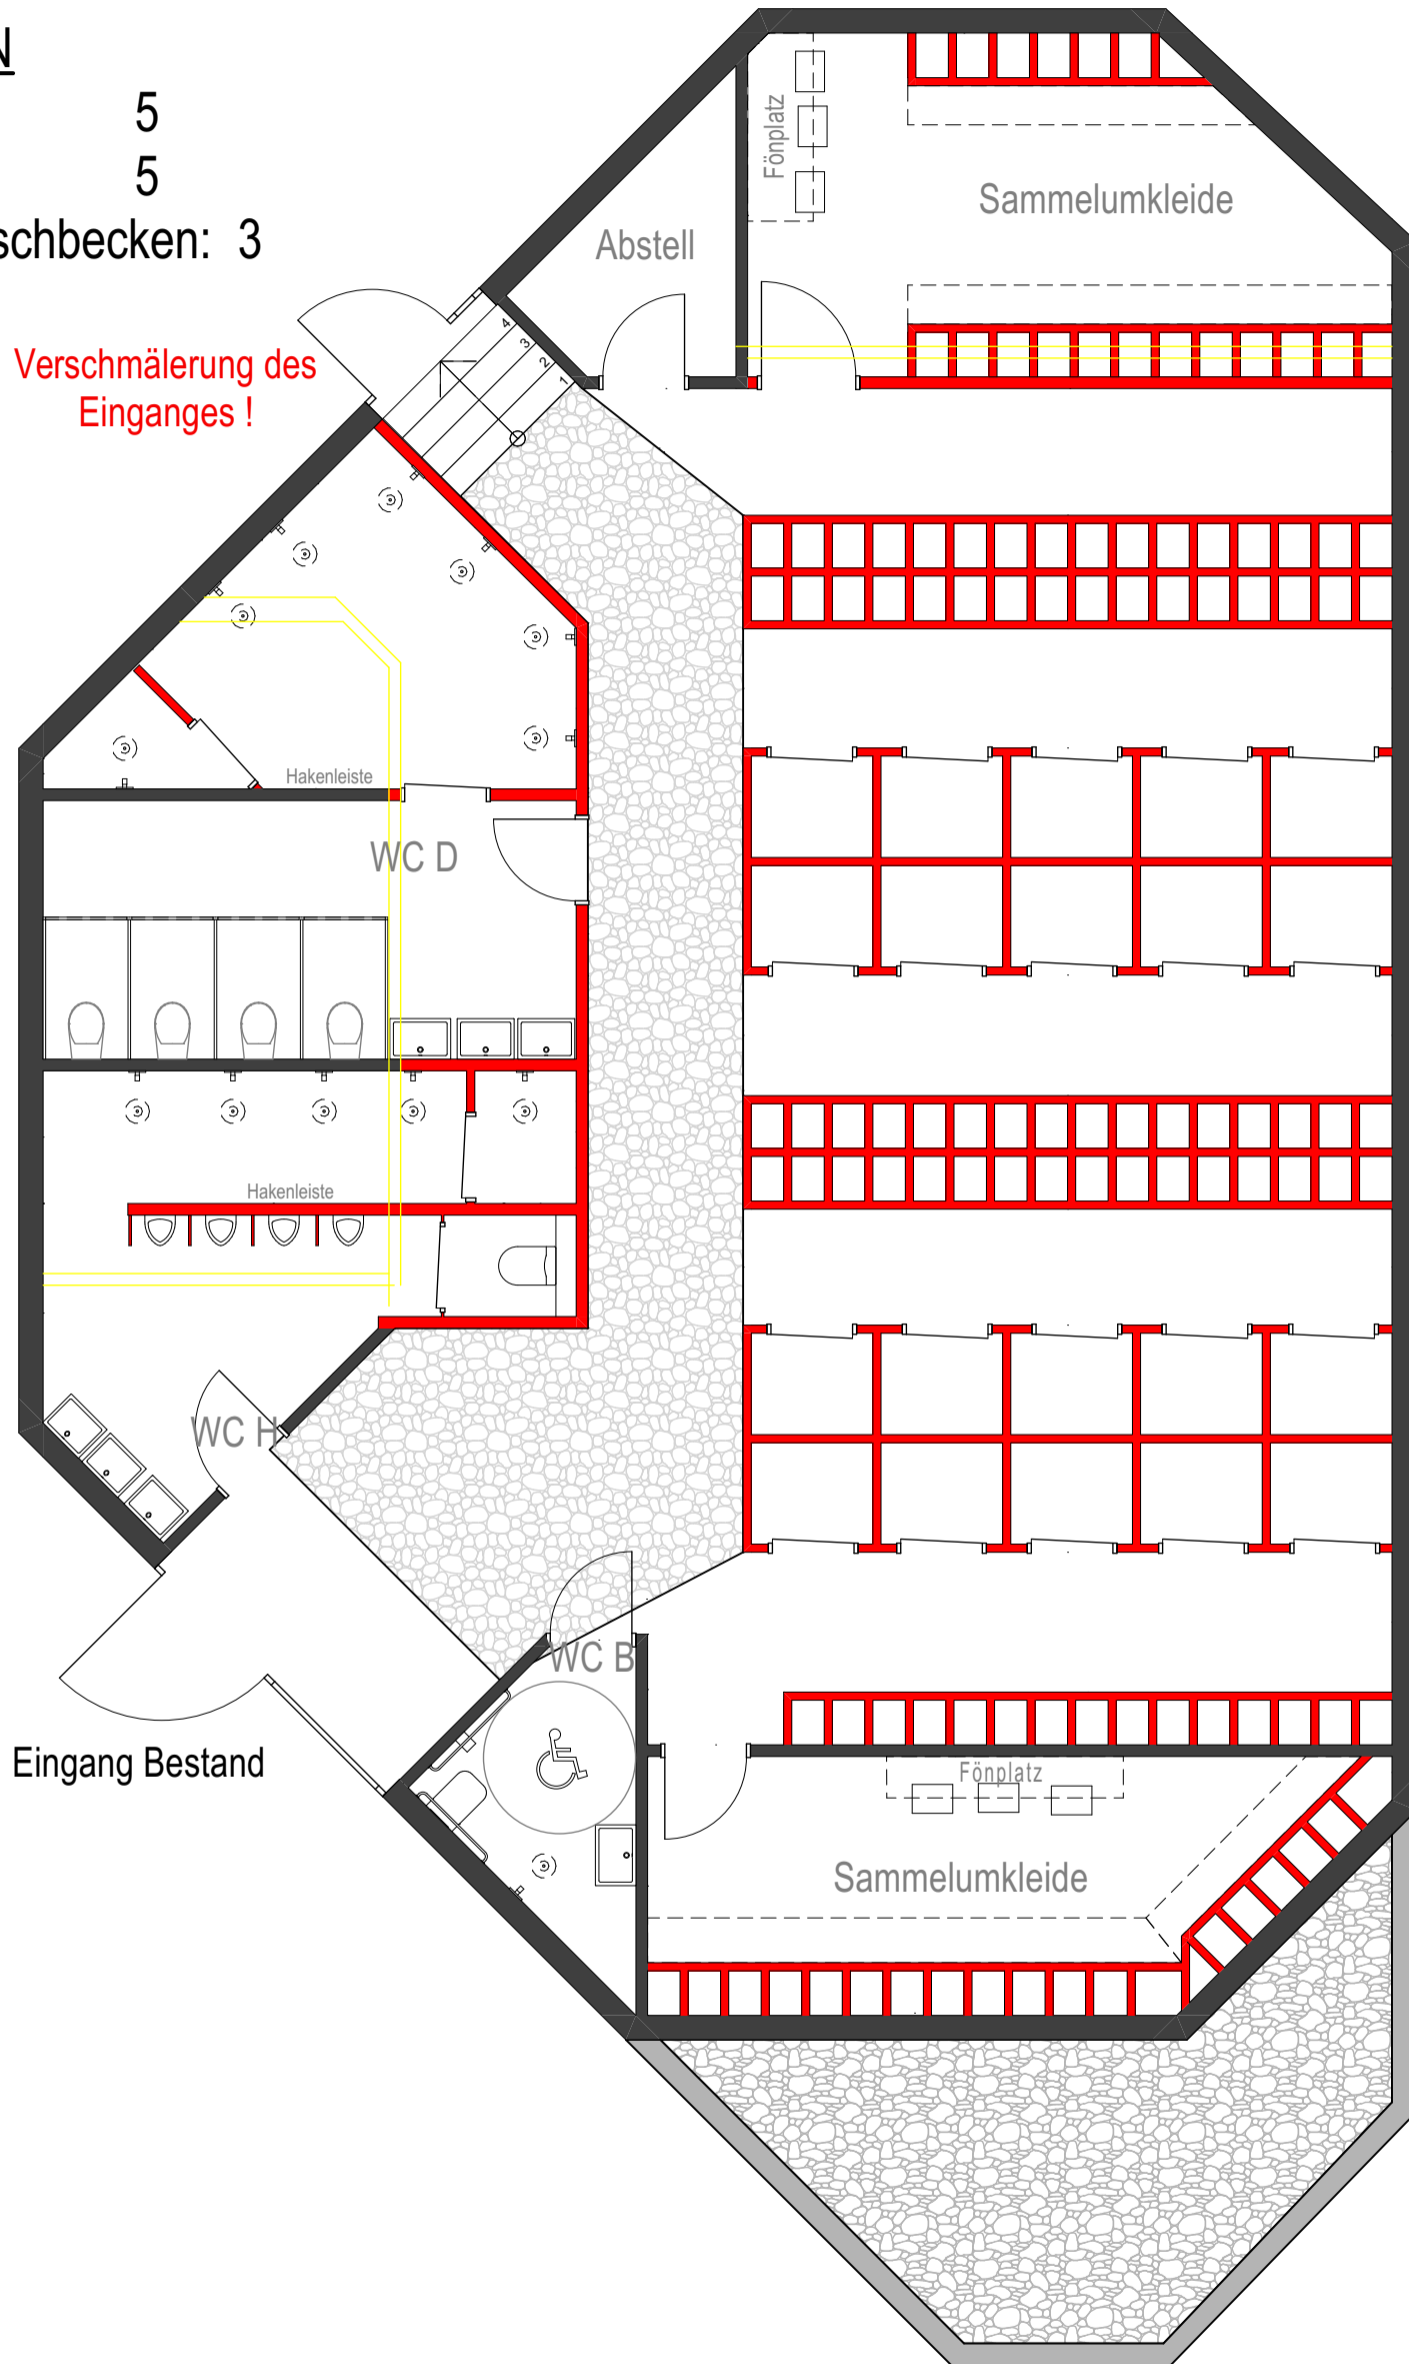 N
5
5
schbecken: 3
Verschmälerung des
Einganges !
Fönplatz
Sammelumkleide
Abstell
4
3
2
1
Hakenleiste
WC D
Hakenleiste
WC H
WC B
Eingang Bestand
Fönplatz
Sammelumkleide